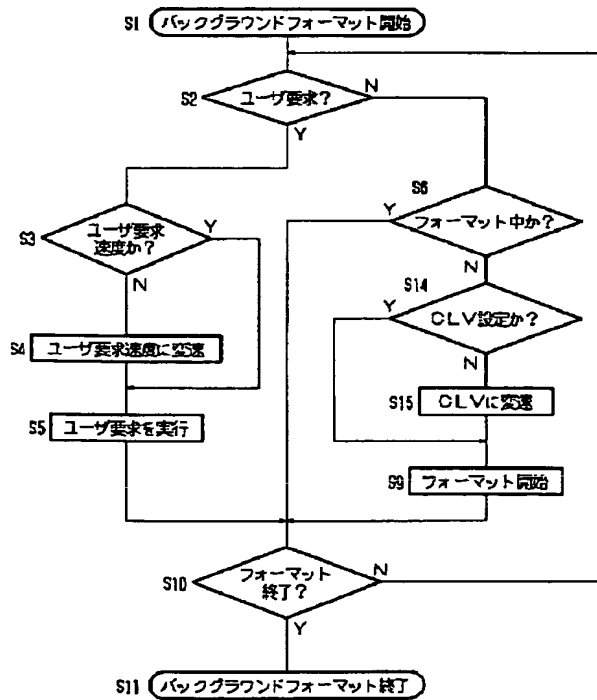 S1 バックグラウンドフォーマット開始
S2 ユーザ要求?
N
Y
S6
Y
フォーマット中か?
N
S3 ユーザ要求
速度か?
Y
N
S14
Y
CLV設定か?
N
S4 ユーザ要求速度に変速
S15 CLVに変速
S5 ユーザ要求を実行
S9 フォーマット開始
S10 フォーマット
終了?
N
Y
S11 バックグラウンドフォーマット終了